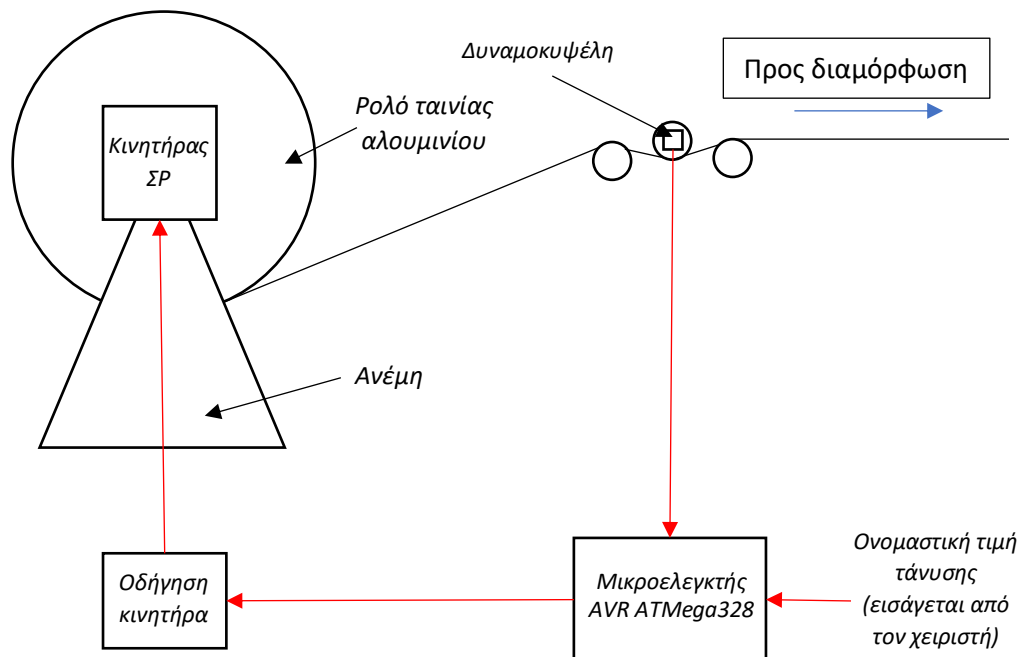 Δυναμοκυψέλη
Προς διαμόρφωση
Ρολό ταινίας
αλουμινίου
Κινητήρας
ΣΡ
Ανέμη
Οδήγηση
κινητήρα
Μικροελεγκτής
AVR ATMega328
Ονομαστική τιμή
τάνυσης
(εισάγεται από
τον χειριστή)